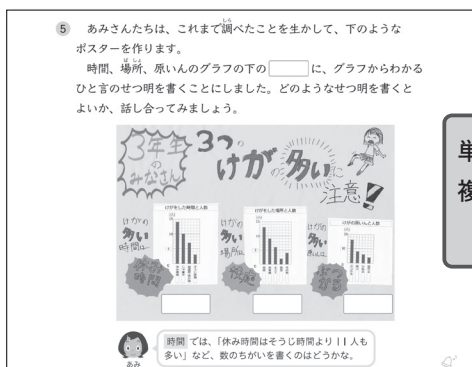 5 あみさんたちは、これまで調べたことを生かして、下のような
ポスターを作ります。
時間、場所、原いんのグラフの下の に、グラフからわかる
ひと言のせつ明を書くことにしました。どのようなせつ明を書くと
よいか、話し合ってみましょう。
3年生
の
みなさん
3つの
けがの多いに
注意!
けがをした時間と人数
けがをした場所と人数
けがの原いんと人数
けがの
多い
時間は
休み
時間
けがの
多い
場所は
けがの
多い
原いんは
時間 では、「休み時間はそうじ時間より11人も
多い」など、数のちがいを書くのはどうかな。
あみ
単
複